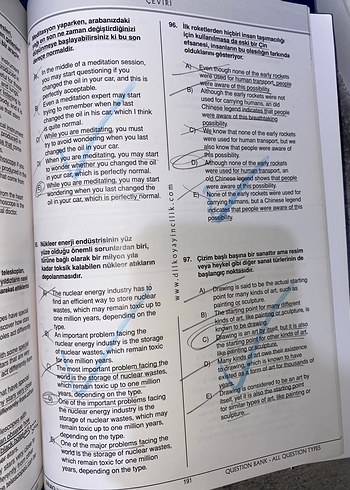 ÇEVİRİ
meditasyon yaparken, arabanızdaki
en son ne zaman değiştirdiğinizi
düşünmeye başlayabilirsiniz ki bu son
derece normaldir.
A) In the middle of a meditation session,
you may start questioning if you
changed the oil in your car, and this is
perfectly acceptable.
B) Even a meditation expert may start
trying to remember when he last
changed the oil in his car, which I think
is quite normal.
C) While you are meditating, you must
try to avoid wondering when you last
changed the oil in your car.
D) When you are meditating, you may start
to wonder whether you changed the oil
in your car, which is perfectly normal.
E) While you are meditating, you may start
wondering when you last changed the
oil in your car, which is perfectly normal.
Nükleer enerji endüstrisinin yüz
yüze olduğu önemli sorunlardan biri,
türüne bağlı olarak bir milyon yıla
kadar toksik kalabilen nükleer atıkların
depolanmasıdır.
A) The nuclear energy industry has to
find an efficient way to store nuclear
wastes, which may remain toxic up to
one million years, depending on the
type.
B) An important problem facing the
nuclear energy industry is the storage
of nuclear wastes, which remain toxic
for million years.
C) The most important problem facing the
world is the storage of nuclear wastes,
which remain toxic up to one million
years, depending on the type.
D) One of the important problems facing
the nuclear energy industry is the
storage of nuclear wastes, which may
remain toxic up to one million years,
depending on the type.
E) One of the major problems facing the
world is the storage of nuclear wastes,
which remain toxic for one million
years, depending on the type.
www.dilkoyayincilik.com
96. İlk roketlerden hiçbiri insan taşımacılığı
için kullanılmasa da eski bir Çin
efsanesi, insanların bu olasılığın farkında
olduklarını gösteriyor.
A) Even though none of the early rockets
were used for human transport, people
were aware of this possibility.
B) Although the early rockets were not
used for carrying humans, an old
Chinese legend indicates that people
were aware of this breathtaking
possibility.
C) We know that none of the early rockets
were used for human transport, but we
also know that people were aware of
this possibility.
D) Although none of the early rockets
were used for human transport, an
old Chinese legend shows that people
were aware of this possibility.
E) None of the early rockets were used for
carrying humans, but a Chinese legend
indicates that people were aware of this
possibility.
97. Çizim başlı başına bir sanattır ama resim
veya heykel gibi diğer sanat türlerinin de
başlangıç noktasıdır.
A) Drawing is said to be the actual starting
point for many kinds of art, such as
painting or sculpture.
B) The starting point for many different
kinds of art, like painting or sculpture, is
known to be drawing.
C) Drawing is an art by itself, but it is also
the starting point for other kinds of art,
like painting or sculpture.
D) Many kinds of art owe their existence
to drawing, which is known to have
existed as a form of art for thousands of
years.
E) Drawing is considered to be an art by
itself, yet it is also the starting point
for similar types of art, like painting or
sculpture.
191
QUESTION BANK - ALL QUESTION TYPES